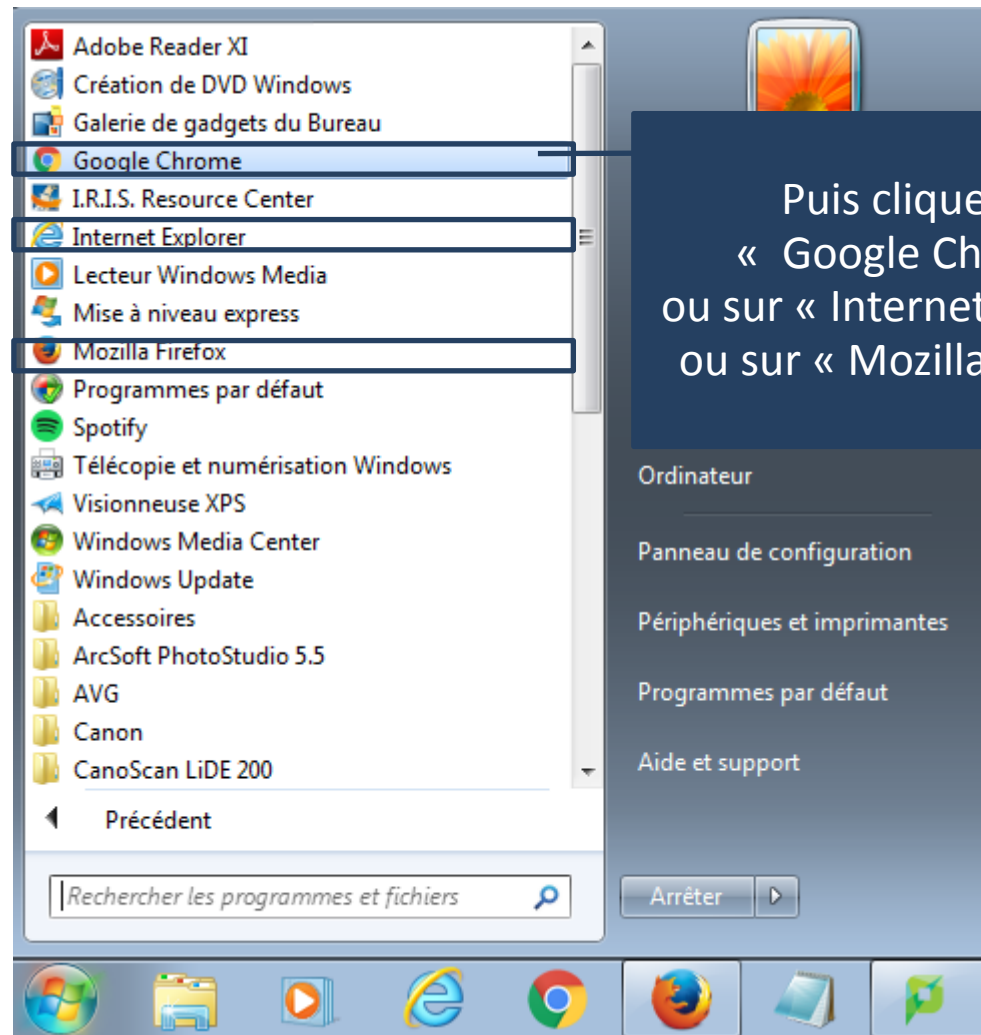 Adobe Reader XI
Création de DVD Windows
Galerie de gadgets du Bureau
Google Chrome
I.R.I.S. Resource Center
Internet Explorer
Lecteur Windows Media
Mise à niveau express
Mozilla Firefox
Programmes par défaut
Spotify
Télécopie et numérisation Windows
Visionneuse XPS
Windows Media Center
Windows Update
Accessoires
ArcSoft PhotoStudio 5.5
AVG
Canon
CanoScan LiDE 200
Précédent
Rechercher les programmes et fichiers
Puis clique
« Google Ch
ou sur « Internet
ou sur « Mozilla
Ordinateur
Panneau de configuration
Périphériques et imprimantes
Programmes par défaut
Aide et support
Arrêter